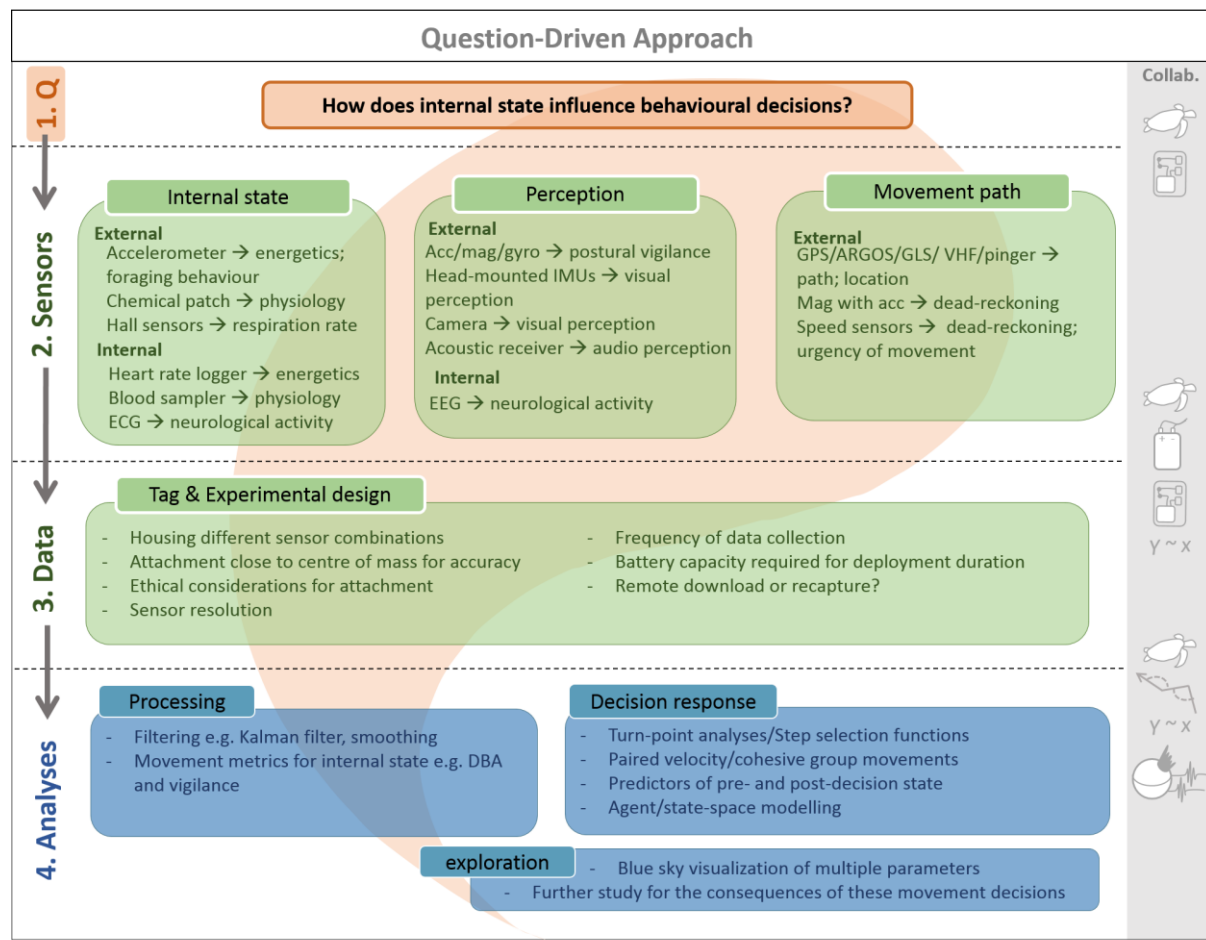 Question-Driven Approach
Collab.
1. Q
How does internal state influence behavioural decisions?
2. Sensors
Internal state
External
Accelerometer → energetics;
foraging behaviour
Chemical patch → physiology
Hall sensors → respiration rate
Internal
Heart rate logger → energetics
Blood sampler → physiology
ECG → neurological activity
Perception
External
Acc/mag/gyro → postural vigilance
Head-mounted IMUs → visual
perception
Camera → visual perception
Acoustic receiver → audio perception
Internal
EEG → neurological activity
Movement path
External
GPS/ARGOS/GLS/ VHF/pinger →
path; location
Mag with acc → dead-reckoning
Speed sensors → dead-reckoning;
urgency of movement
+ -
3. Data
Tag & Experimental design
- Housing different sensor combinations
- Attachment close to centre of mass for accuracy
- Ethical considerations for attachment
- Sensor resolution
- Frequency of data collection
- Battery capacity required for deployment duration
- Remote download or recapture?
Y ~ x
4. Analyses
Processing
- Filtering e.g. Kalman filter, smoothing
- Movement metrics for internal state e.g. DBA
and vigilance
Decision response
- Turn-point analyses/Step selection functions
- Paired velocity/cohesive group movements
- Predictors of pre- and post-decision state
- Agent/state-space modelling
Y ~ x
exploration
- Blue sky visualization of multiple parameters
- Further study for the consequences of these movement decisions